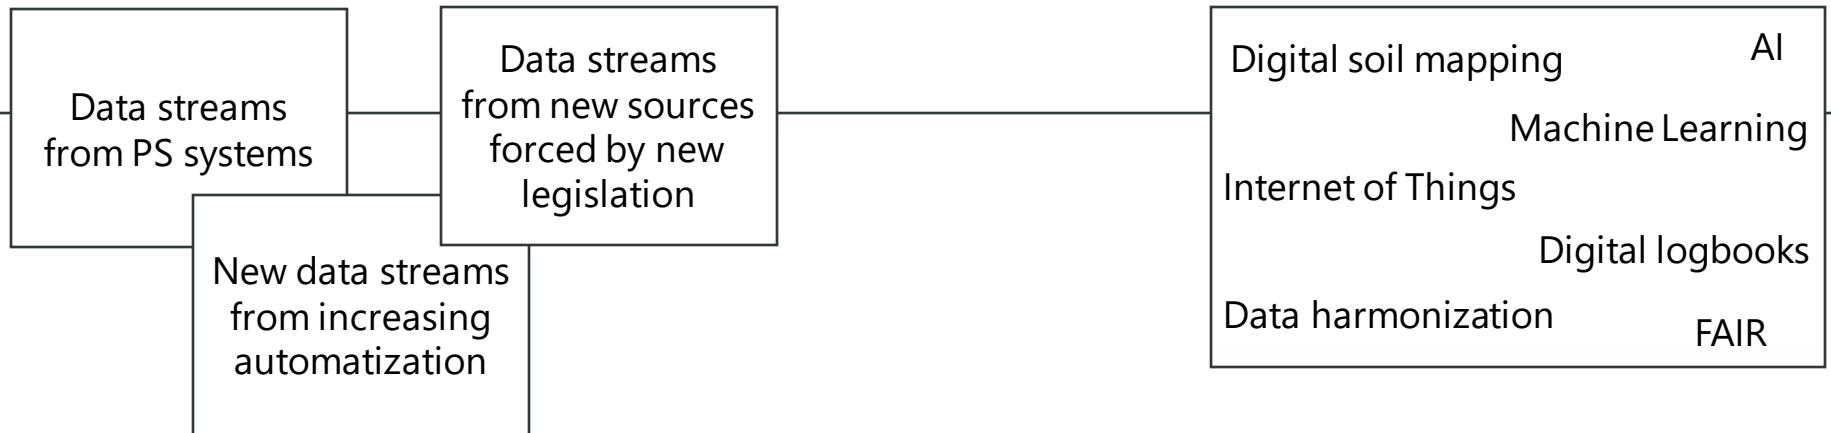 Data streams
from PS systems
New data streams
from increasing
automatization
Data streams
from new sources
forced by new
legislation
Digital soil mapping
AI
Machine Learning
Internet of Things
Digital logbooks
Data harmonization
FAIR